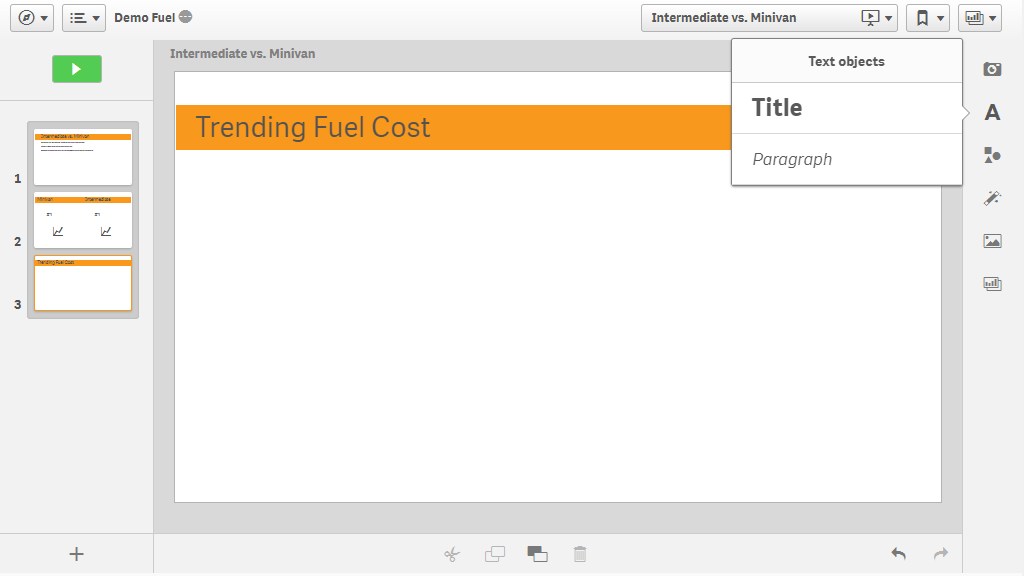 Demo Fuel
Intermediate vs. Minivan
Intermediate vs. Minivan
Text objects
Title
Paragraph
Trending Fuel Cost
Intermediate vs. Minivan
1
Minivan Intermediate
2
Trending Fuel Cost
3